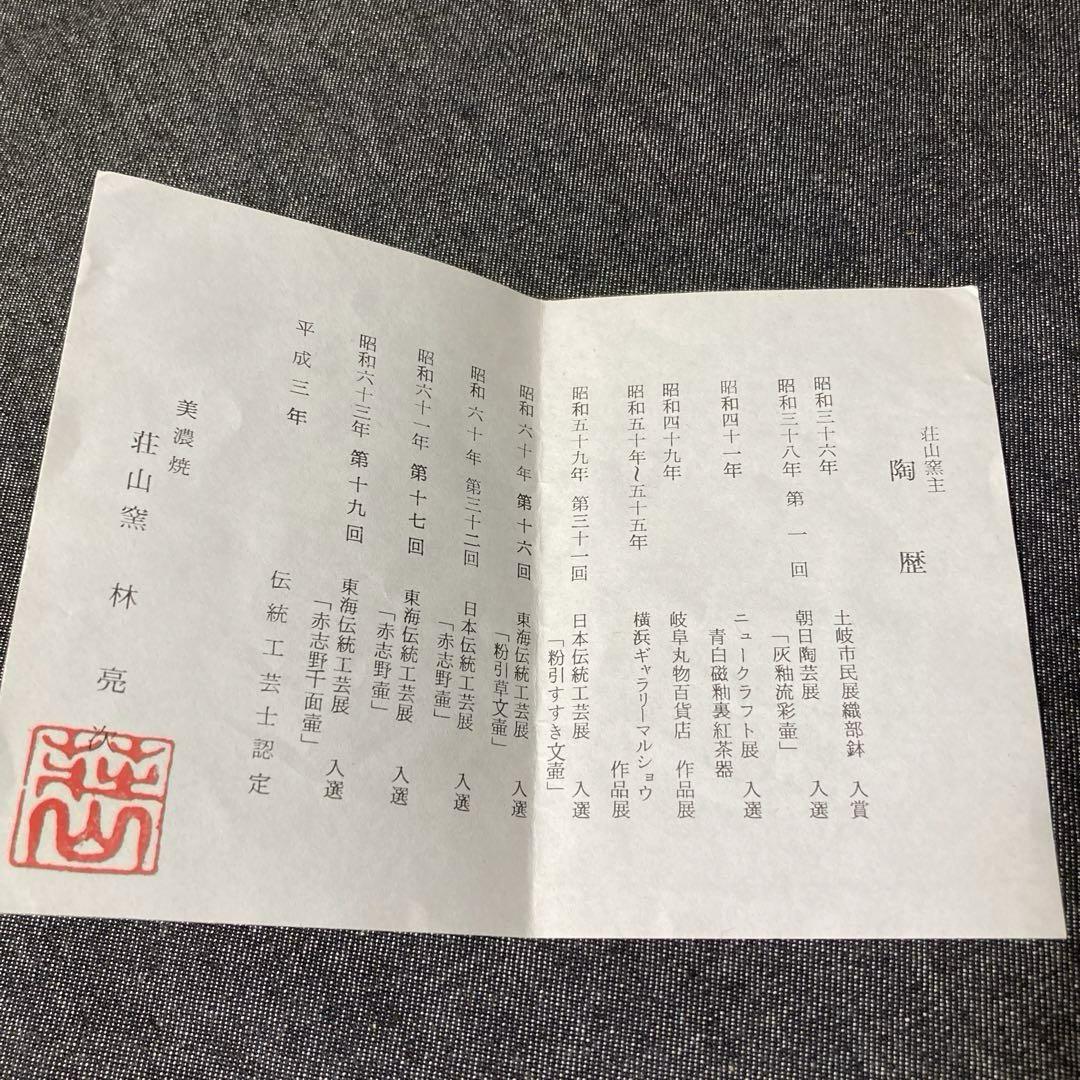 荘山窯主
陶歴
昭和三十六年 土岐市民展織部鉢 入賞
昭和三十八年 第一回 朝日陶芸展 入選
「灰釉流彩壷」
昭和四十一年 ニュークラフト展 入選
青白磁釉裏紅茶器
昭和四十九年 岐阜丸物百貨店 作品展
昭和五十年～五十五年 横浜ギャラリーマルショウ
作品展
昭和五十九年 第三十一回 日本伝統工芸展 入選
「粉引すすき文壷」
昭和六十年 第十六回 東海伝統工芸展 入選
「粉引草文壷」
昭和六十年 第三十二回 日本伝統工芸展 入選
「赤志野壷」
昭和六十一年 第十七回 東海伝統工芸展 入選
「赤志野壷」
昭和六十三年 第十九回 東海伝統工芸展 入選
「赤志野千面壷」
平成三年 伝統工芸士認定
美濃焼
荘山窯 林亮次